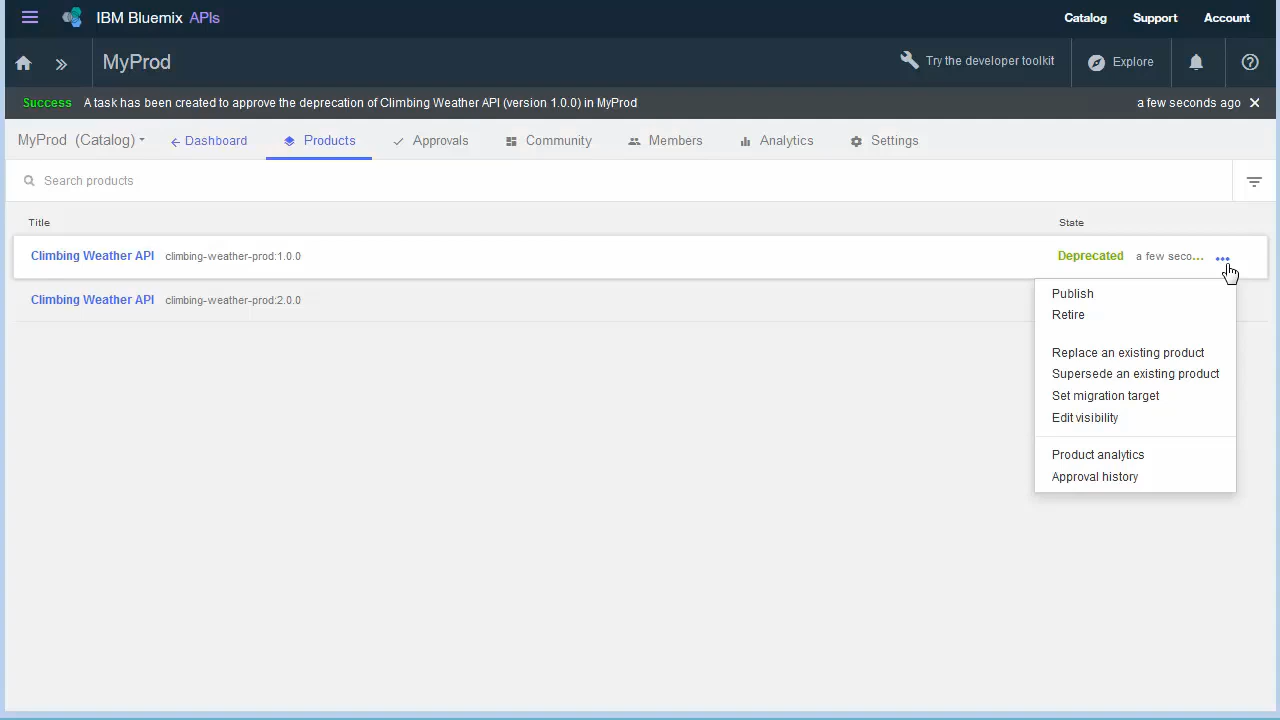 IBM Bluemix APIs
Catalog Support Account
MyProd
Try the developer toolkit Explore
Success A task has been created to approve the deprecation of Climbing Weather API (version 1.0.0) in MyProd a few seconds ago
MyProd (Catalog) Dashboard Products Approvals Community Members Analytics Settings
Search products
Title State
Climbing Weather API climbing-weather-prod:1.0.0 Deprecated a few seco...
Climbing Weather API climbing-weather-prod:2.0.0
Publish
Retire
Replace an existing product
Supersede an existing product
Set migration target
Edit visibility
Product analytics
Approval history